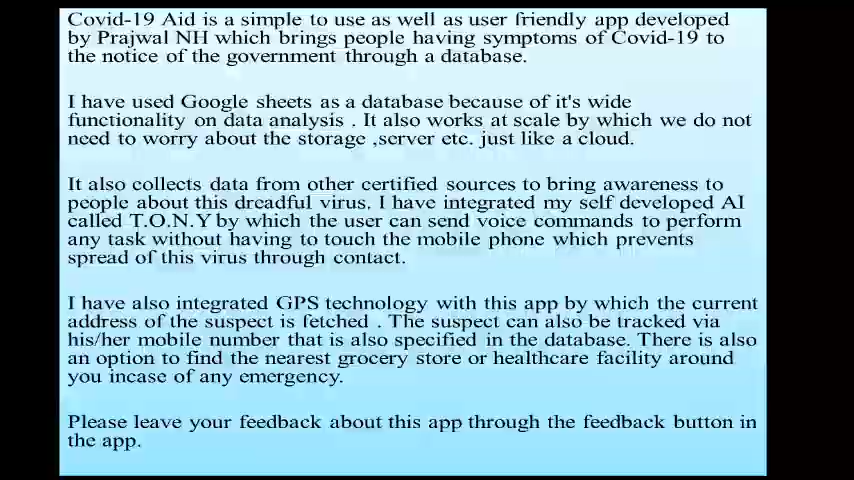 Covid-19 Aid is a simple to use as well as user friendly app developed
by Prajwal NH which brings people having symptoms of Covid-19 to
the notice of the government through a database.
I have used Google sheets as a database because of it's wide
functionality on data analysis . It also works at scale by which we do not
need to worry about the storage ,server etc. just like a cloud.
It also collects data from other certified sources to bring awareness to
people about this dreadful virus. I have integrated my self developed AI
called T.O.N.Y by which the user can send voice commands to perform
any task without having to touch the mobile phone which prevents
spread of this virus through contact.
I have also integrated GPS technology with this app by which the current
address of the suspect is fetched . The suspect can also be tracked via
his/her mobile number that is also specified in the database. There is also
an option to find the nearest grocery store or healthcare facility around
you incase of any emergency.
Please leave your feedback about this app through the feedback button in
the app.